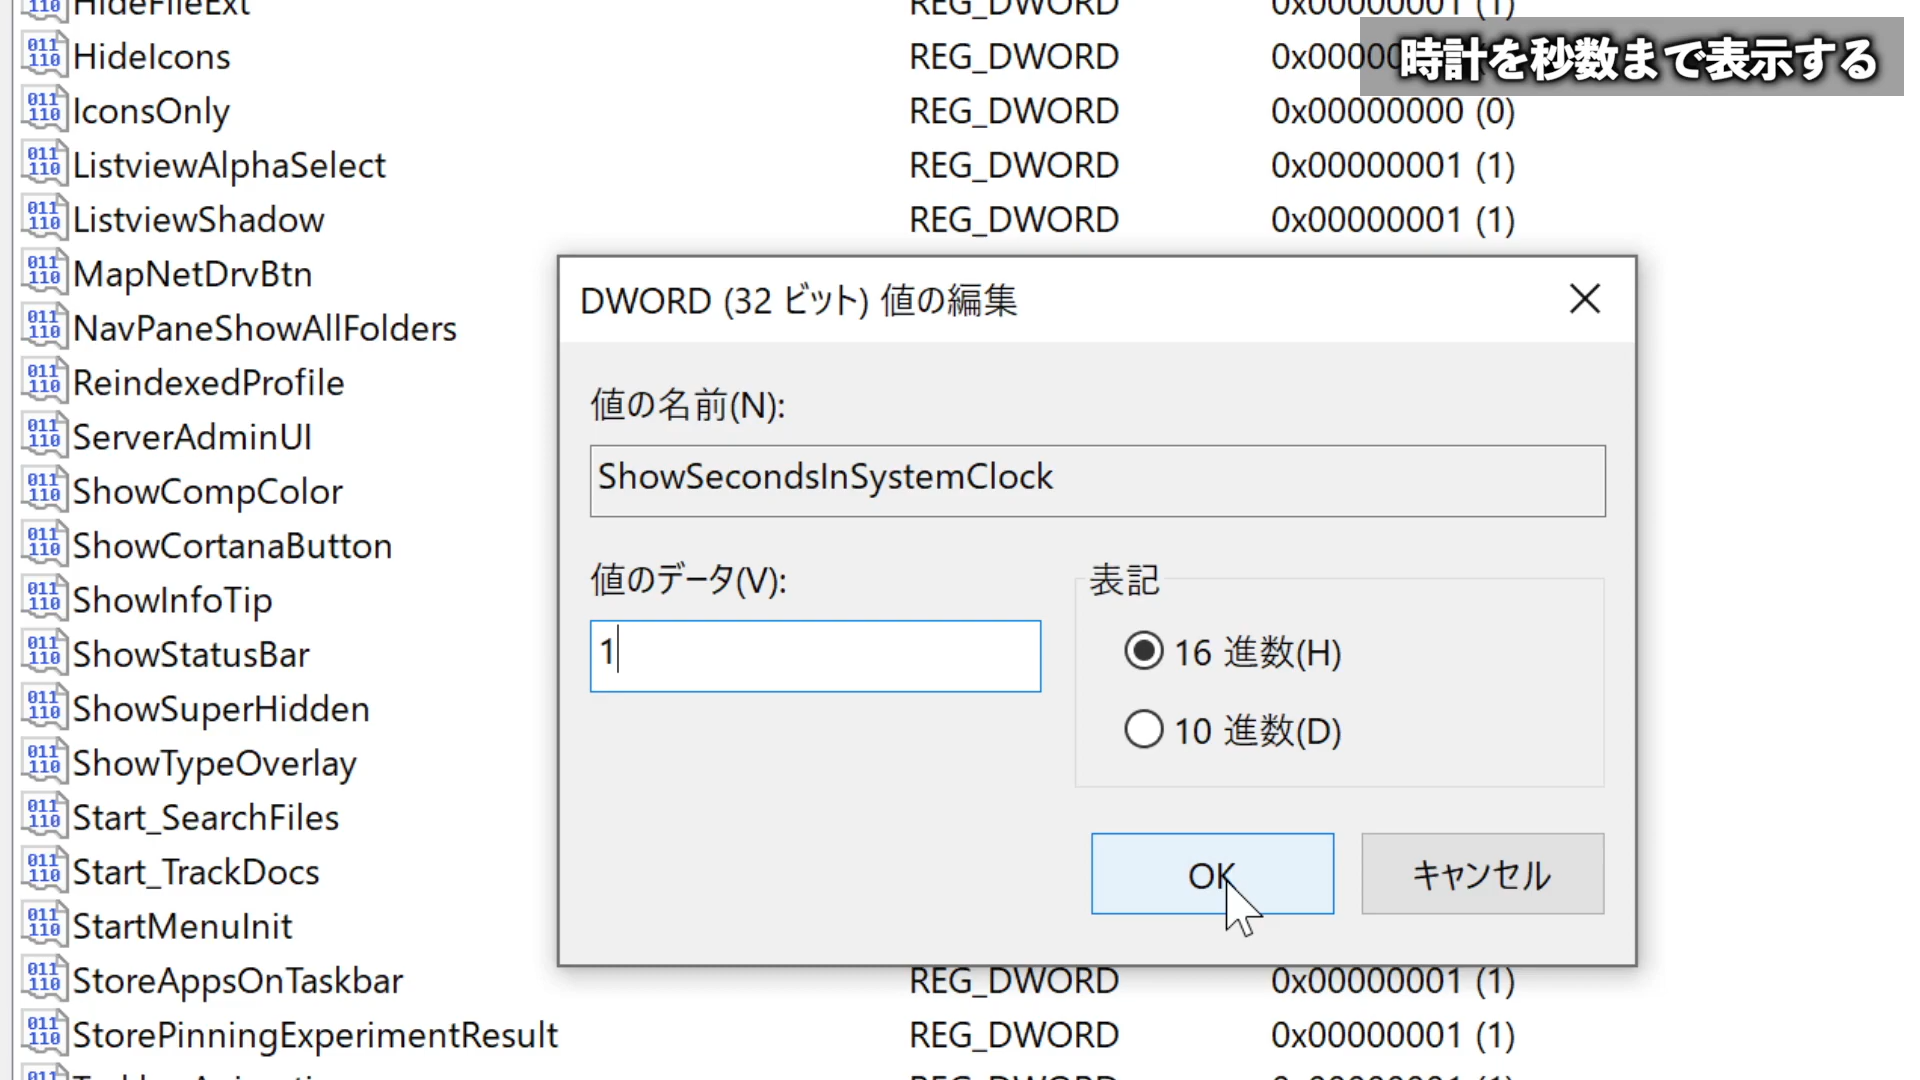 HideFileExt REG_DWORD 0x00000001 (1)
時計を秒数まで表示する
HideIcons REG_DWORD 0x0000
IconsOnly REG_DWORD 0x00000000 (0)
ListviewAlphaSelect REG_DWORD 0x00000001 (1)
ListviewShadow REG_DWORD 0x00000001 (1)
MapNetDrvBtn
NavPaneShowAllFolders
ReindexedProfile
ServerAdminUI
ShowCompColor
ShowCortanaButton
ShowInfoTip
ShowStatusBar
ShowSuperHidden
ShowTypeOverlay
Start_SearchFiles
Start_TrackDocs
StartMenuInit
StoreAppsOnTaskbar REG_DWORD 0x00000001 (1)
StorePinningExperimentResult REG_DWORD 0x00000001 (1)
DWORD (32 ビット) 値の編集
値の名前(N):
ShowSecondsInSystemClock
値のデータ(V):
1
表記
16 進数(H)
10 進数(D)
OK キャンセル